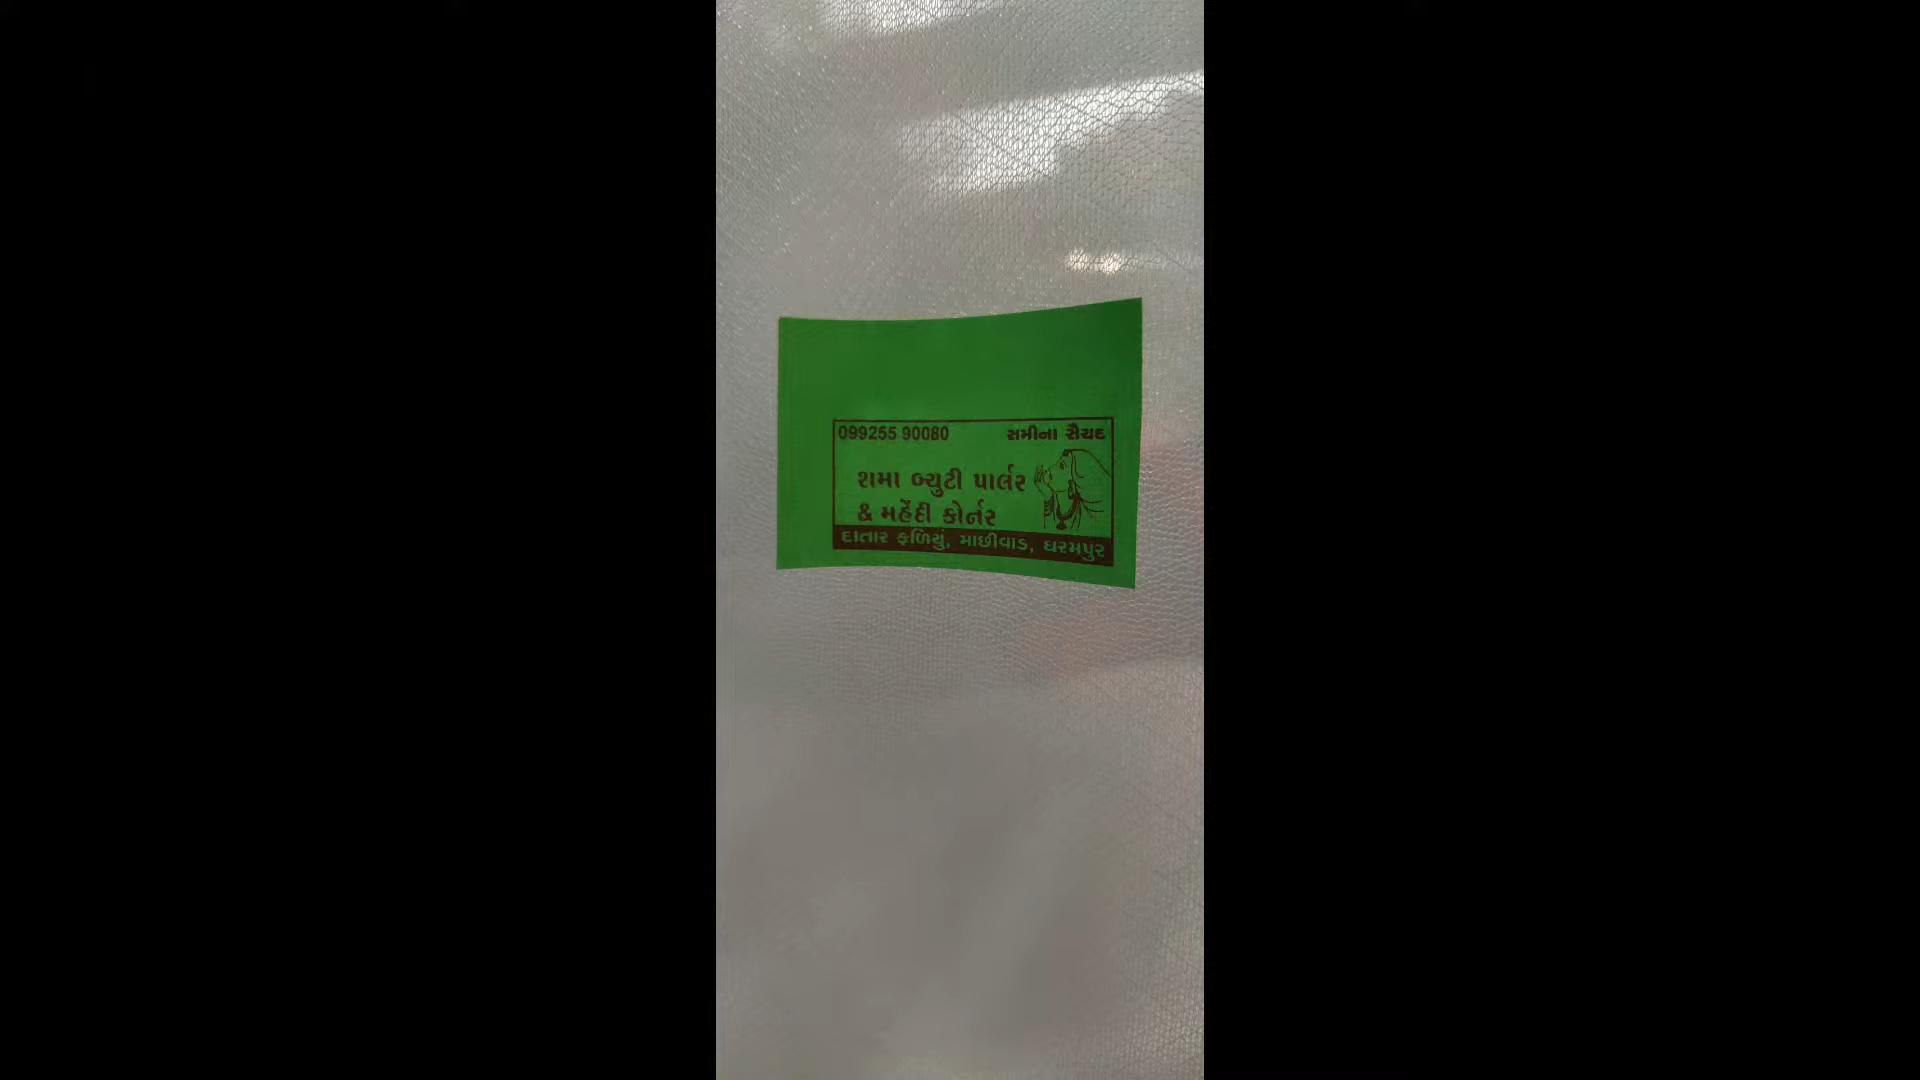 099255 90080 સમીના સૈયદ
શમા બ્યુટી પાર્લર
& મહેંદી કોર્નર
દાતાર ફળિયું, માછીવાડ, ધરમપુર